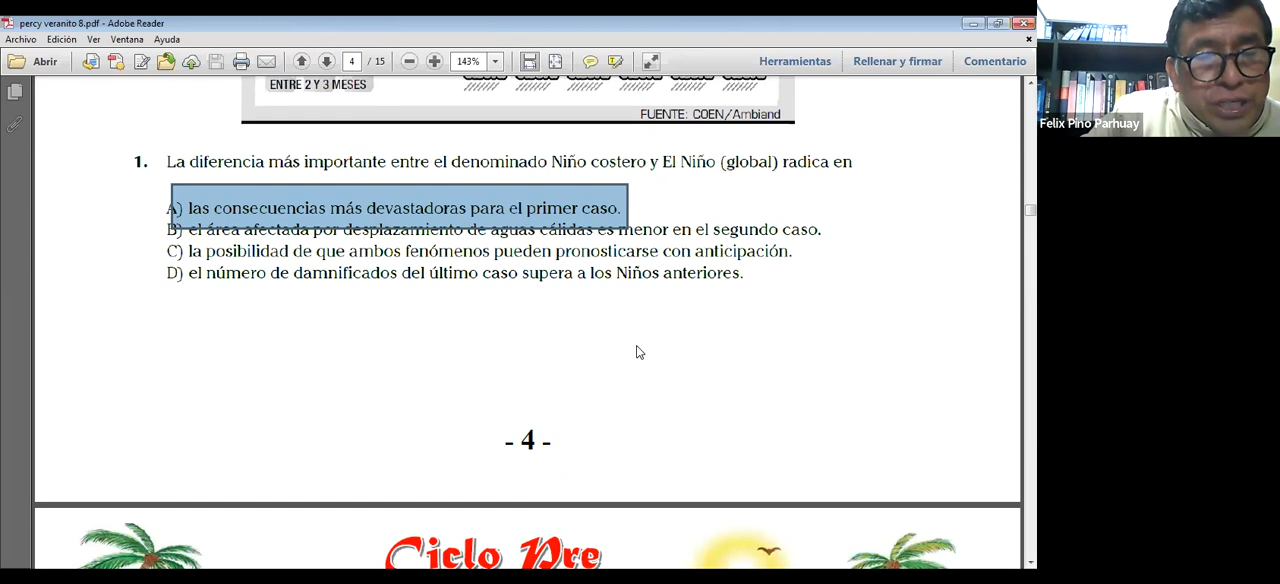 percy veranito 8.pdf - Adobe Reader
Archivo Edición Ver Ventana Ayuda
Abrir 4 / 15 143% Herramientas Rellenar y firmar Comentario
ENTRE 2 Y 3 MESES
FUENTE: COEN/Ambiand
Felix Pino Parhuay
1. La diferencia más importante entre el denominado Niño costero y El Niño (global) radica en
A) las consecuencias más devastadoras para el primer caso.
B) el área afectada por desplazamiento de aguas cálidas es menor en el segundo caso.
C) la posibilidad de que ambos fenómenos pueden pronosticarse con anticipación.
D) el número de damnificados del último caso supera a los Niños anteriores.
- 4 -
Ciclo Pre